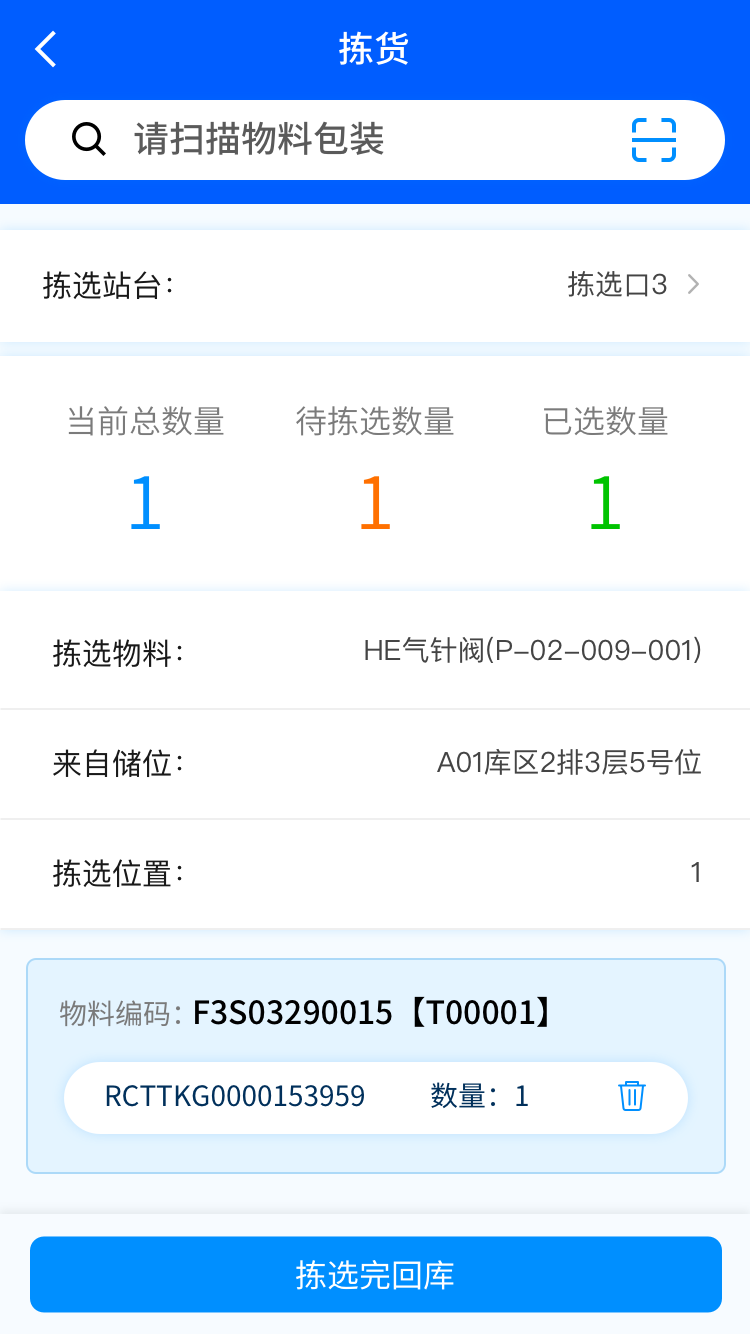 拣货
请扫描物料包装
拣选站台：
拣选口3
当前总数量 待拣选数量 已选数量
1 1 1
拣选物料： HE气针阀(P-02-009-001)
来自储位： A01库区2排3层5号位
拣选位置： 1
物料编码：F3S03290015【T00001】
RCTTKG0000153959 数量：1
拣选完回库